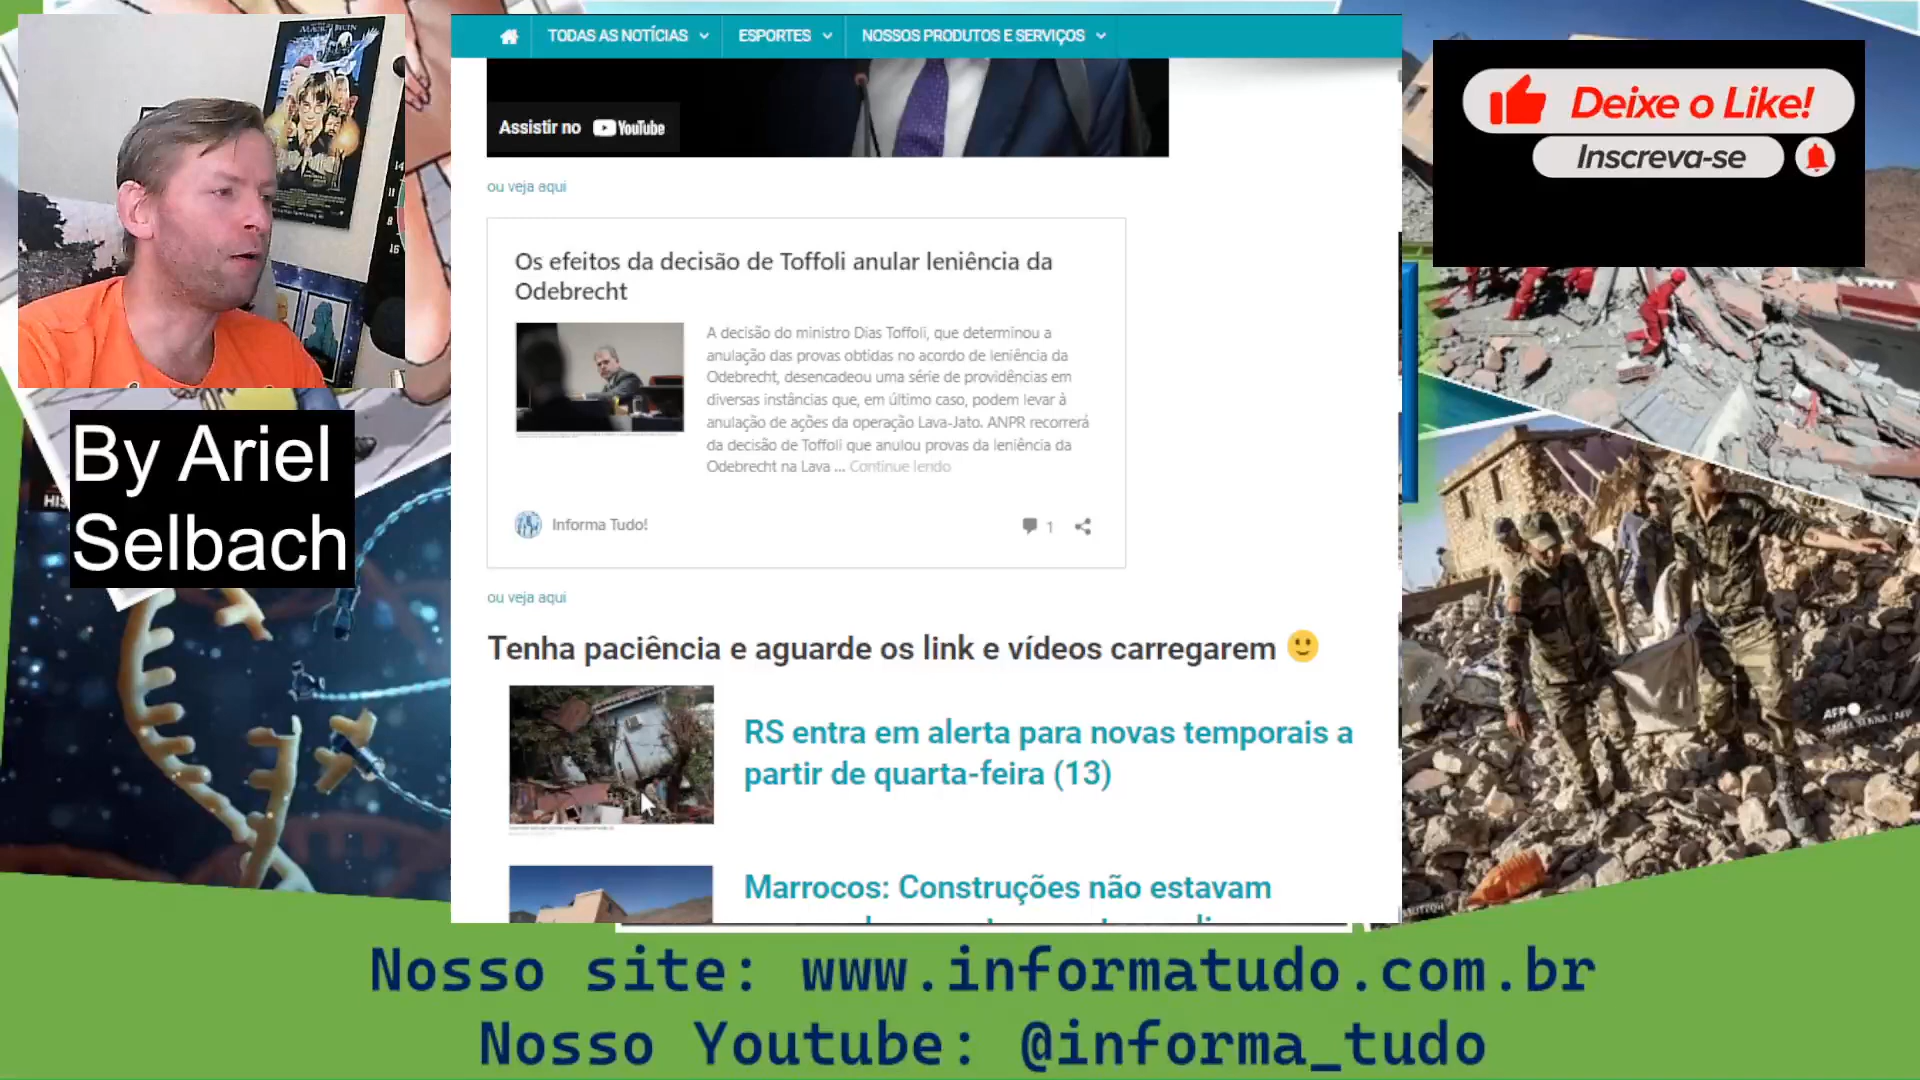 TODAS AS NOTÍCIAS
ESPORTES
NOSSOS PRODUTOS E SERVIÇOS
Assistir no YouTube
ou veja aqui
Os efeitos da decisão de Toffoli anular leniência da
Odebrecht
A decisão do ministro Dias Toffoli, que determinou a
anulação das provas obtidas no acordo de leniência da
Odebrecht, desencadeou uma série de providências em
diversas instâncias que, em último caso, podem levar à
anulação de ações da operação Lava-Jato. ANPR recorrerá
da decisão de Toffoli que anulou provas da leniência da
Odebrecht na Lava ... Continue lendo
Informa Tudo!
1
ou veja aqui
Tenha paciência e aguarde os link e vídeos carregarem 🙂
RS entra em alerta para novas temporais a
partir de quarta-feira (13)
Marrocos: Construções não estavam
Deixe o Like!
Inscreva-se
By Ariel
Selbach
HIS
14
11
8
16
AFP
Nosso site: www.informatudo.com.br
Nosso Youtube: @informa_tudo